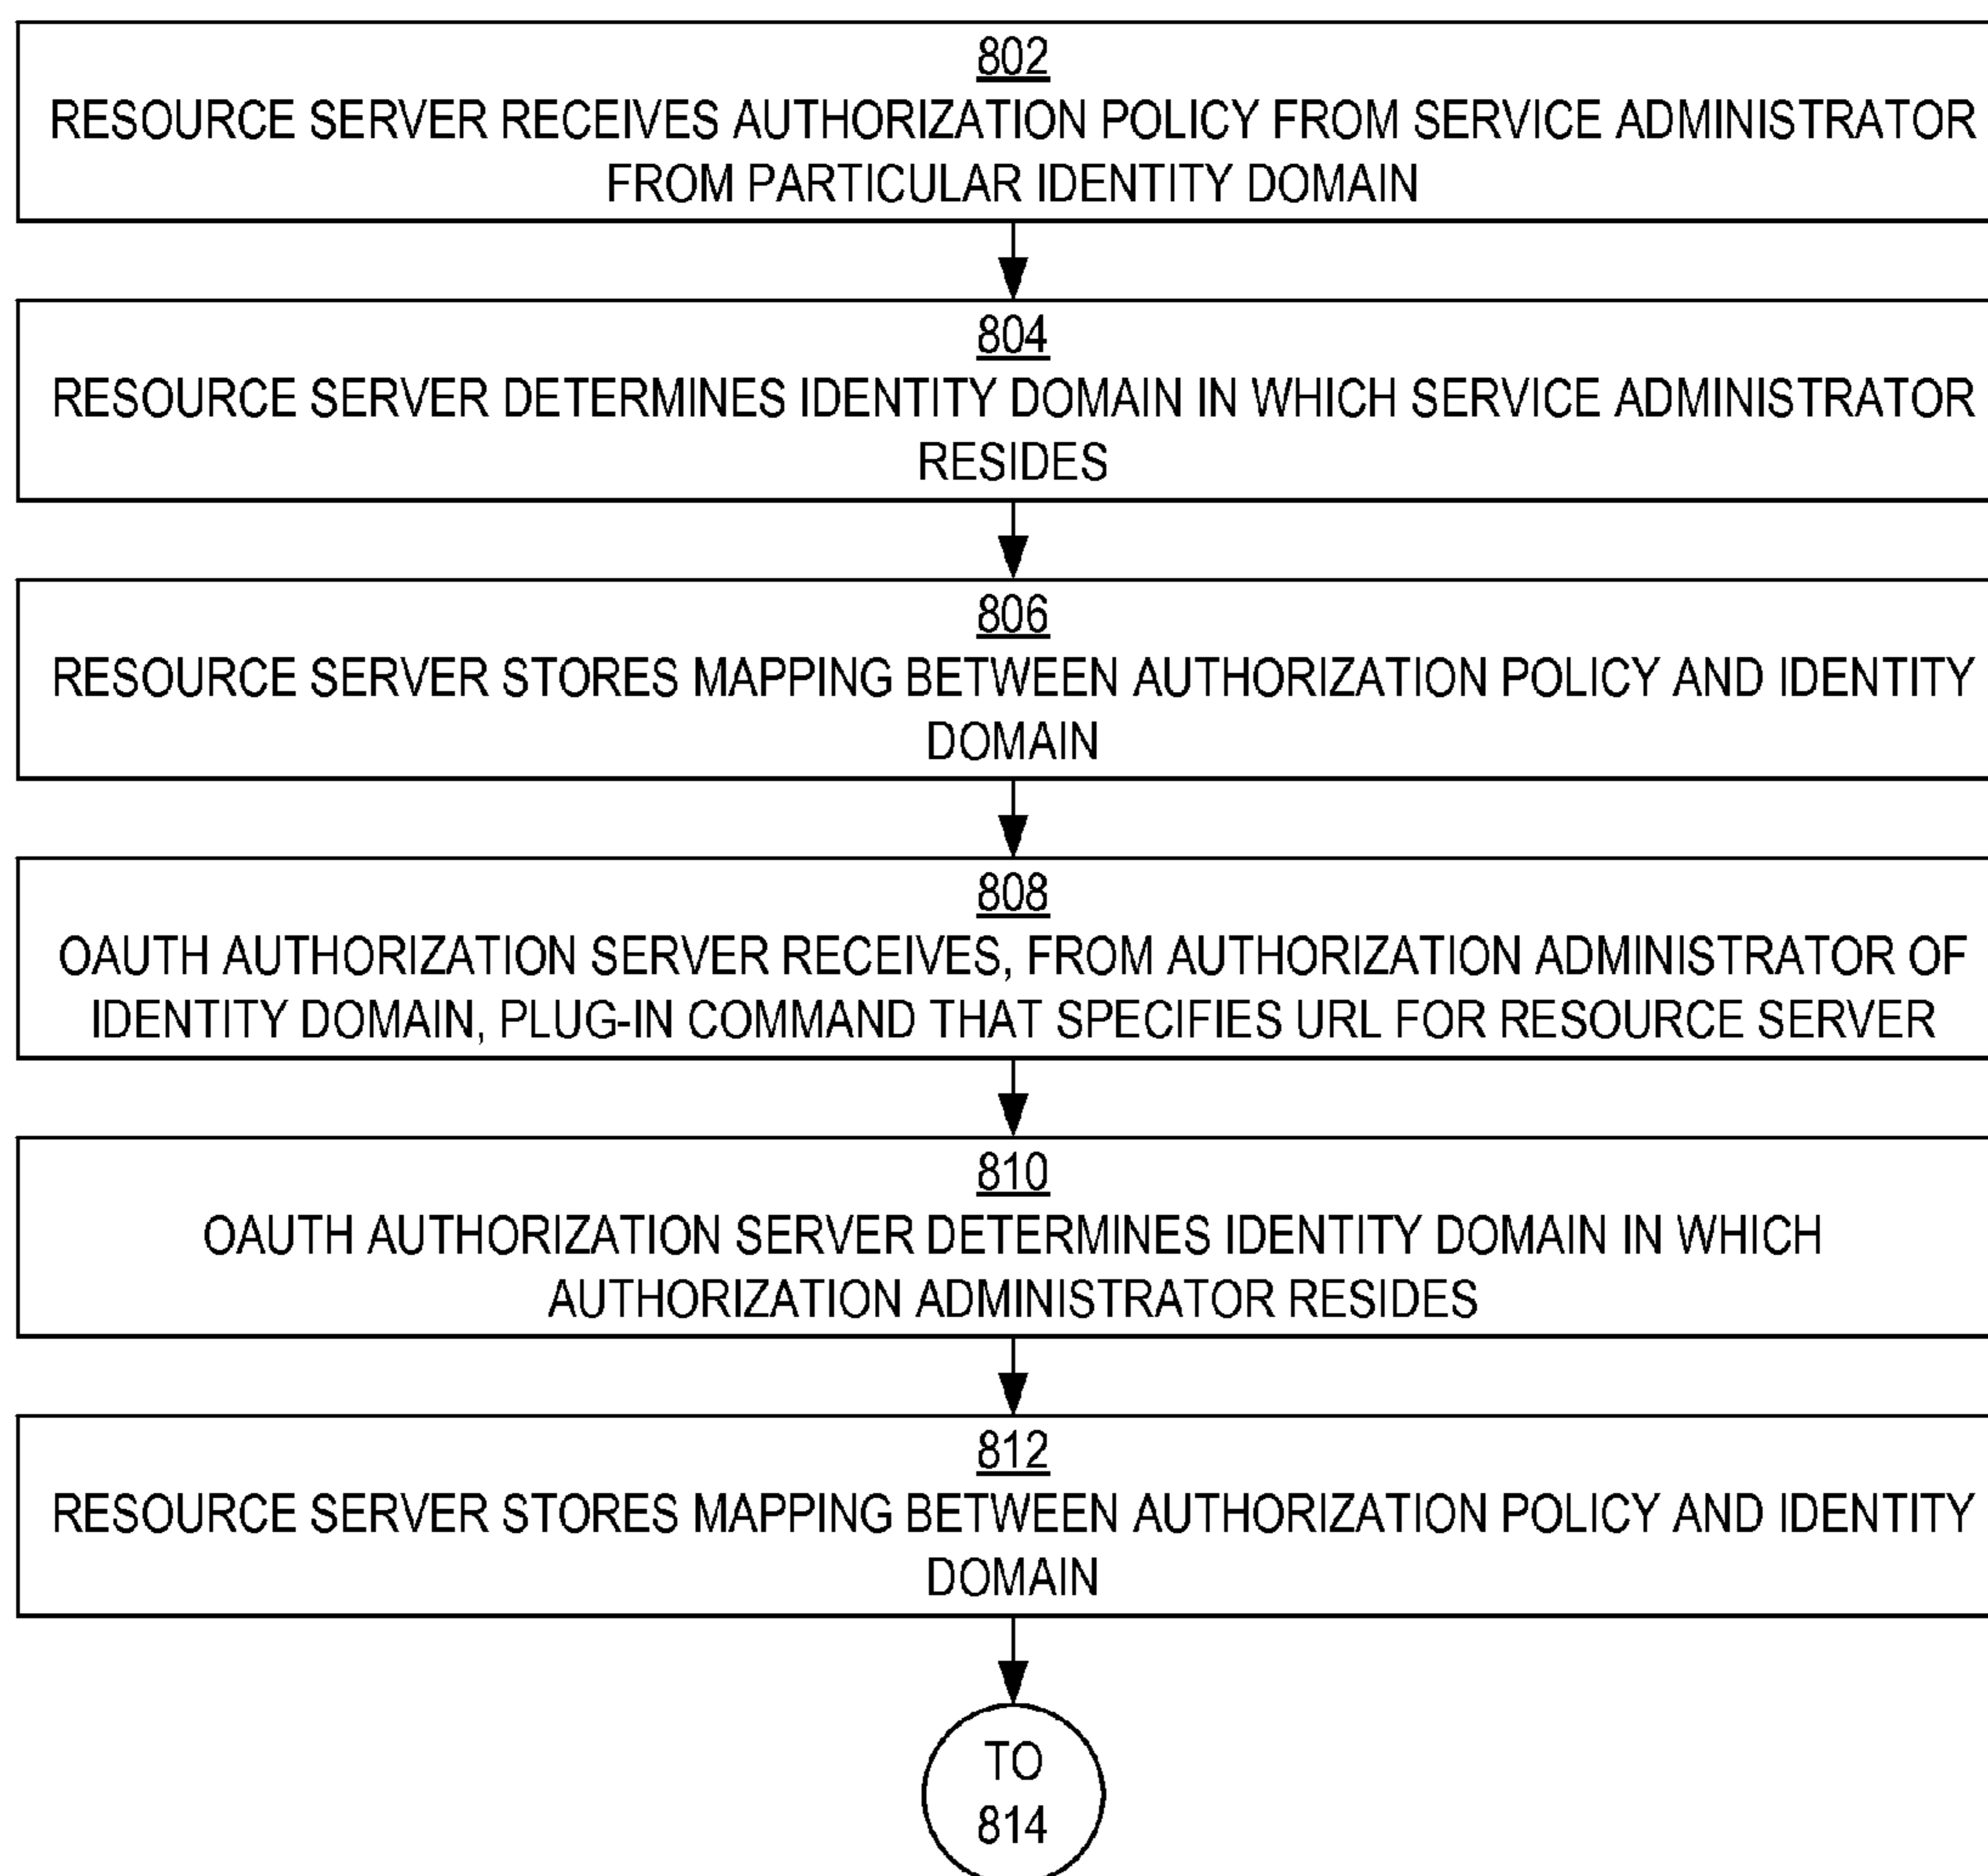 802
RESOURCE SERVER RECEIVES AUTHORIZATION POLICY FROM SERVICE ADMINISTRATOR
FROM PARTICULAR IDENTITY DOMAIN
804
RESOURCE SERVER DETERMINES IDENTITY DOMAIN IN WHICH SERVICE ADMINISTRATOR
RESIDES
806
RESOURCE SERVER STORES MAPPING BETWEEN AUTHORIZATION POLICY AND IDENTITY
DOMAIN
808
OAUTH AUTHORIZATION SERVER RECEIVES, FROM AUTHORIZATION ADMINISTRATOR OF
IDENTITY DOMAIN, PLUG-IN COMMAND THAT SPECIFIES URL FOR RESOURCE SERVER
810
OAUTH AUTHORIZATION SERVER DETERMINES IDENTITY DOMAIN IN WHICH
AUTHORIZATION ADMINISTRATOR RESIDES
812
RESOURCE SERVER STORES MAPPING BETWEEN AUTHORIZATION POLICY AND IDENTITY
DOMAIN
TO
814